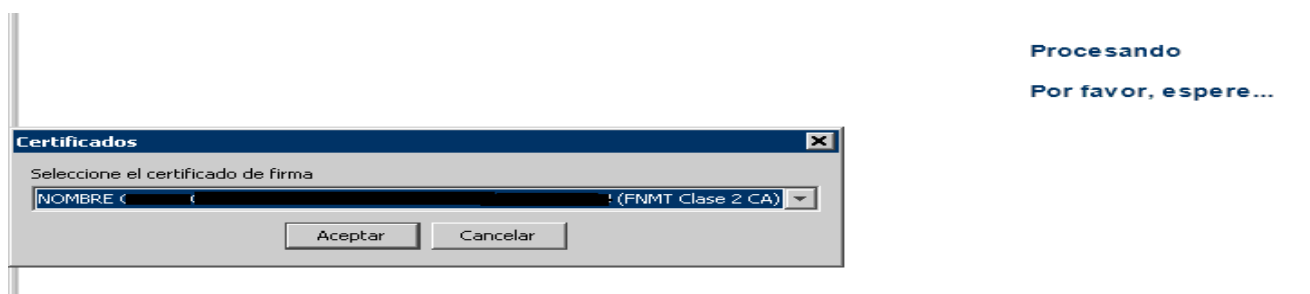 Procesando
Por favor, espere...
Certificados
Seleccione el certificado de firma
NOMBRE (FNMT Clase 2 CA)
Aceptar Cancelar